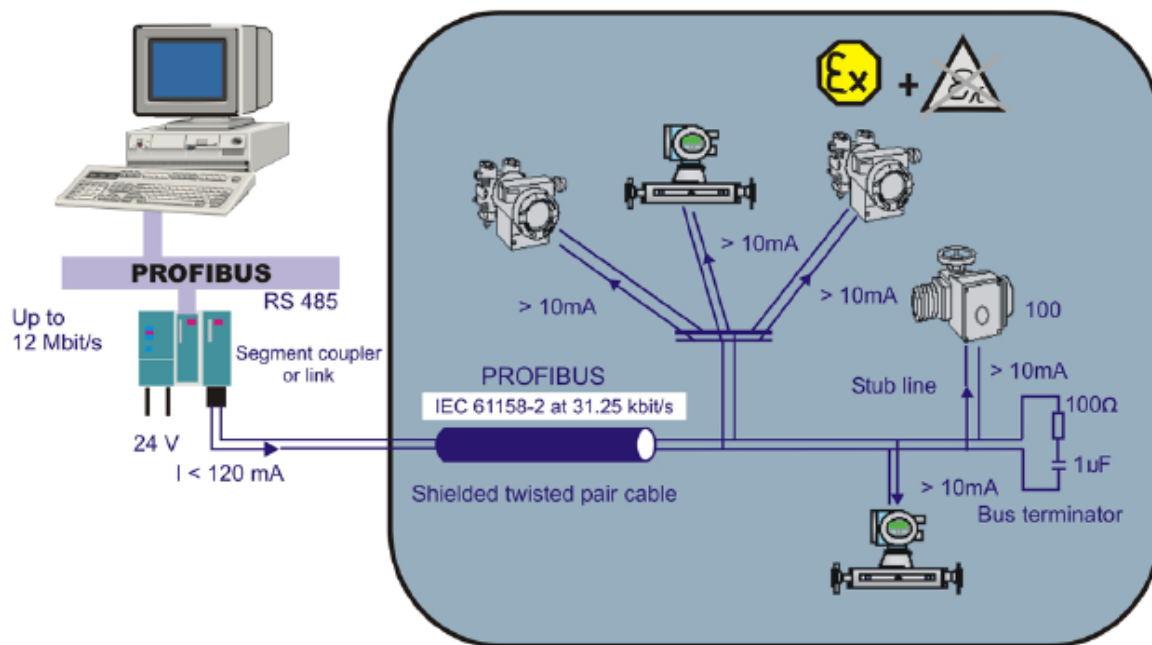 PROFIBUS
RS 485
Up to
12 Mbit/s
Segment coupler
or link
24 V
I < 120 mA
Ex
+
Ex
> 10mA
> 10mA
> 10mA
100
> 10mA
Stub line
PROFIBUS
IEC 61158-2 at 31.25 kbit/s
Shielded twisted pair cable
100Ω
1υF
> 10mA
Bus terminator